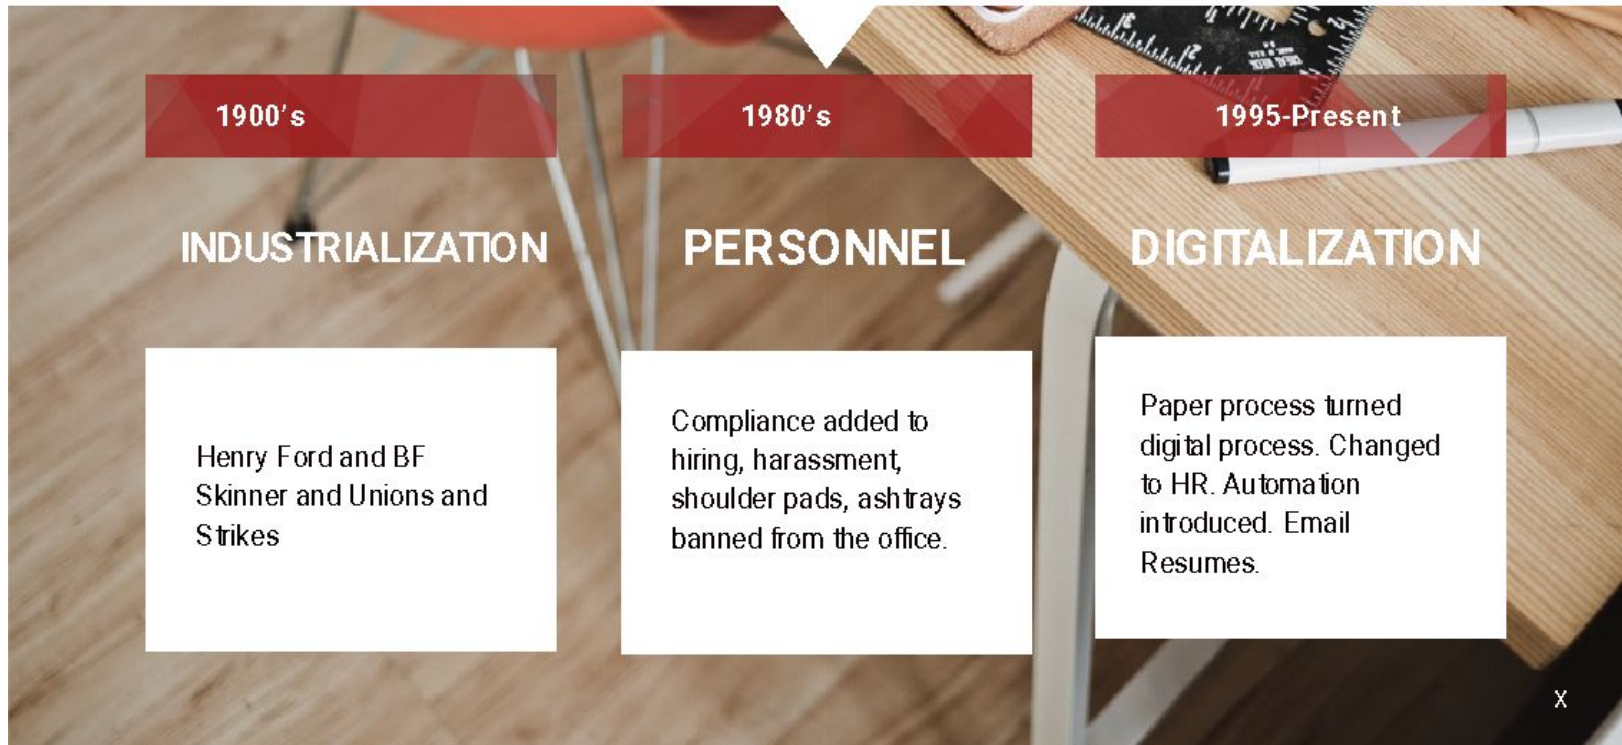 1900's
INDUSTRIALIZATION
Henry Ford and BF
Skinner and Unions and
Strikes
1980's
PERSONNEL
Compliance added to
hiring, harassment,
shoulder pads, ashtrays
banned from the office.
1995-Present
DIGITALIZATION
Paper process turned
digital process. Changed
to HR. Automation
introduced. Email
Resumes.
X